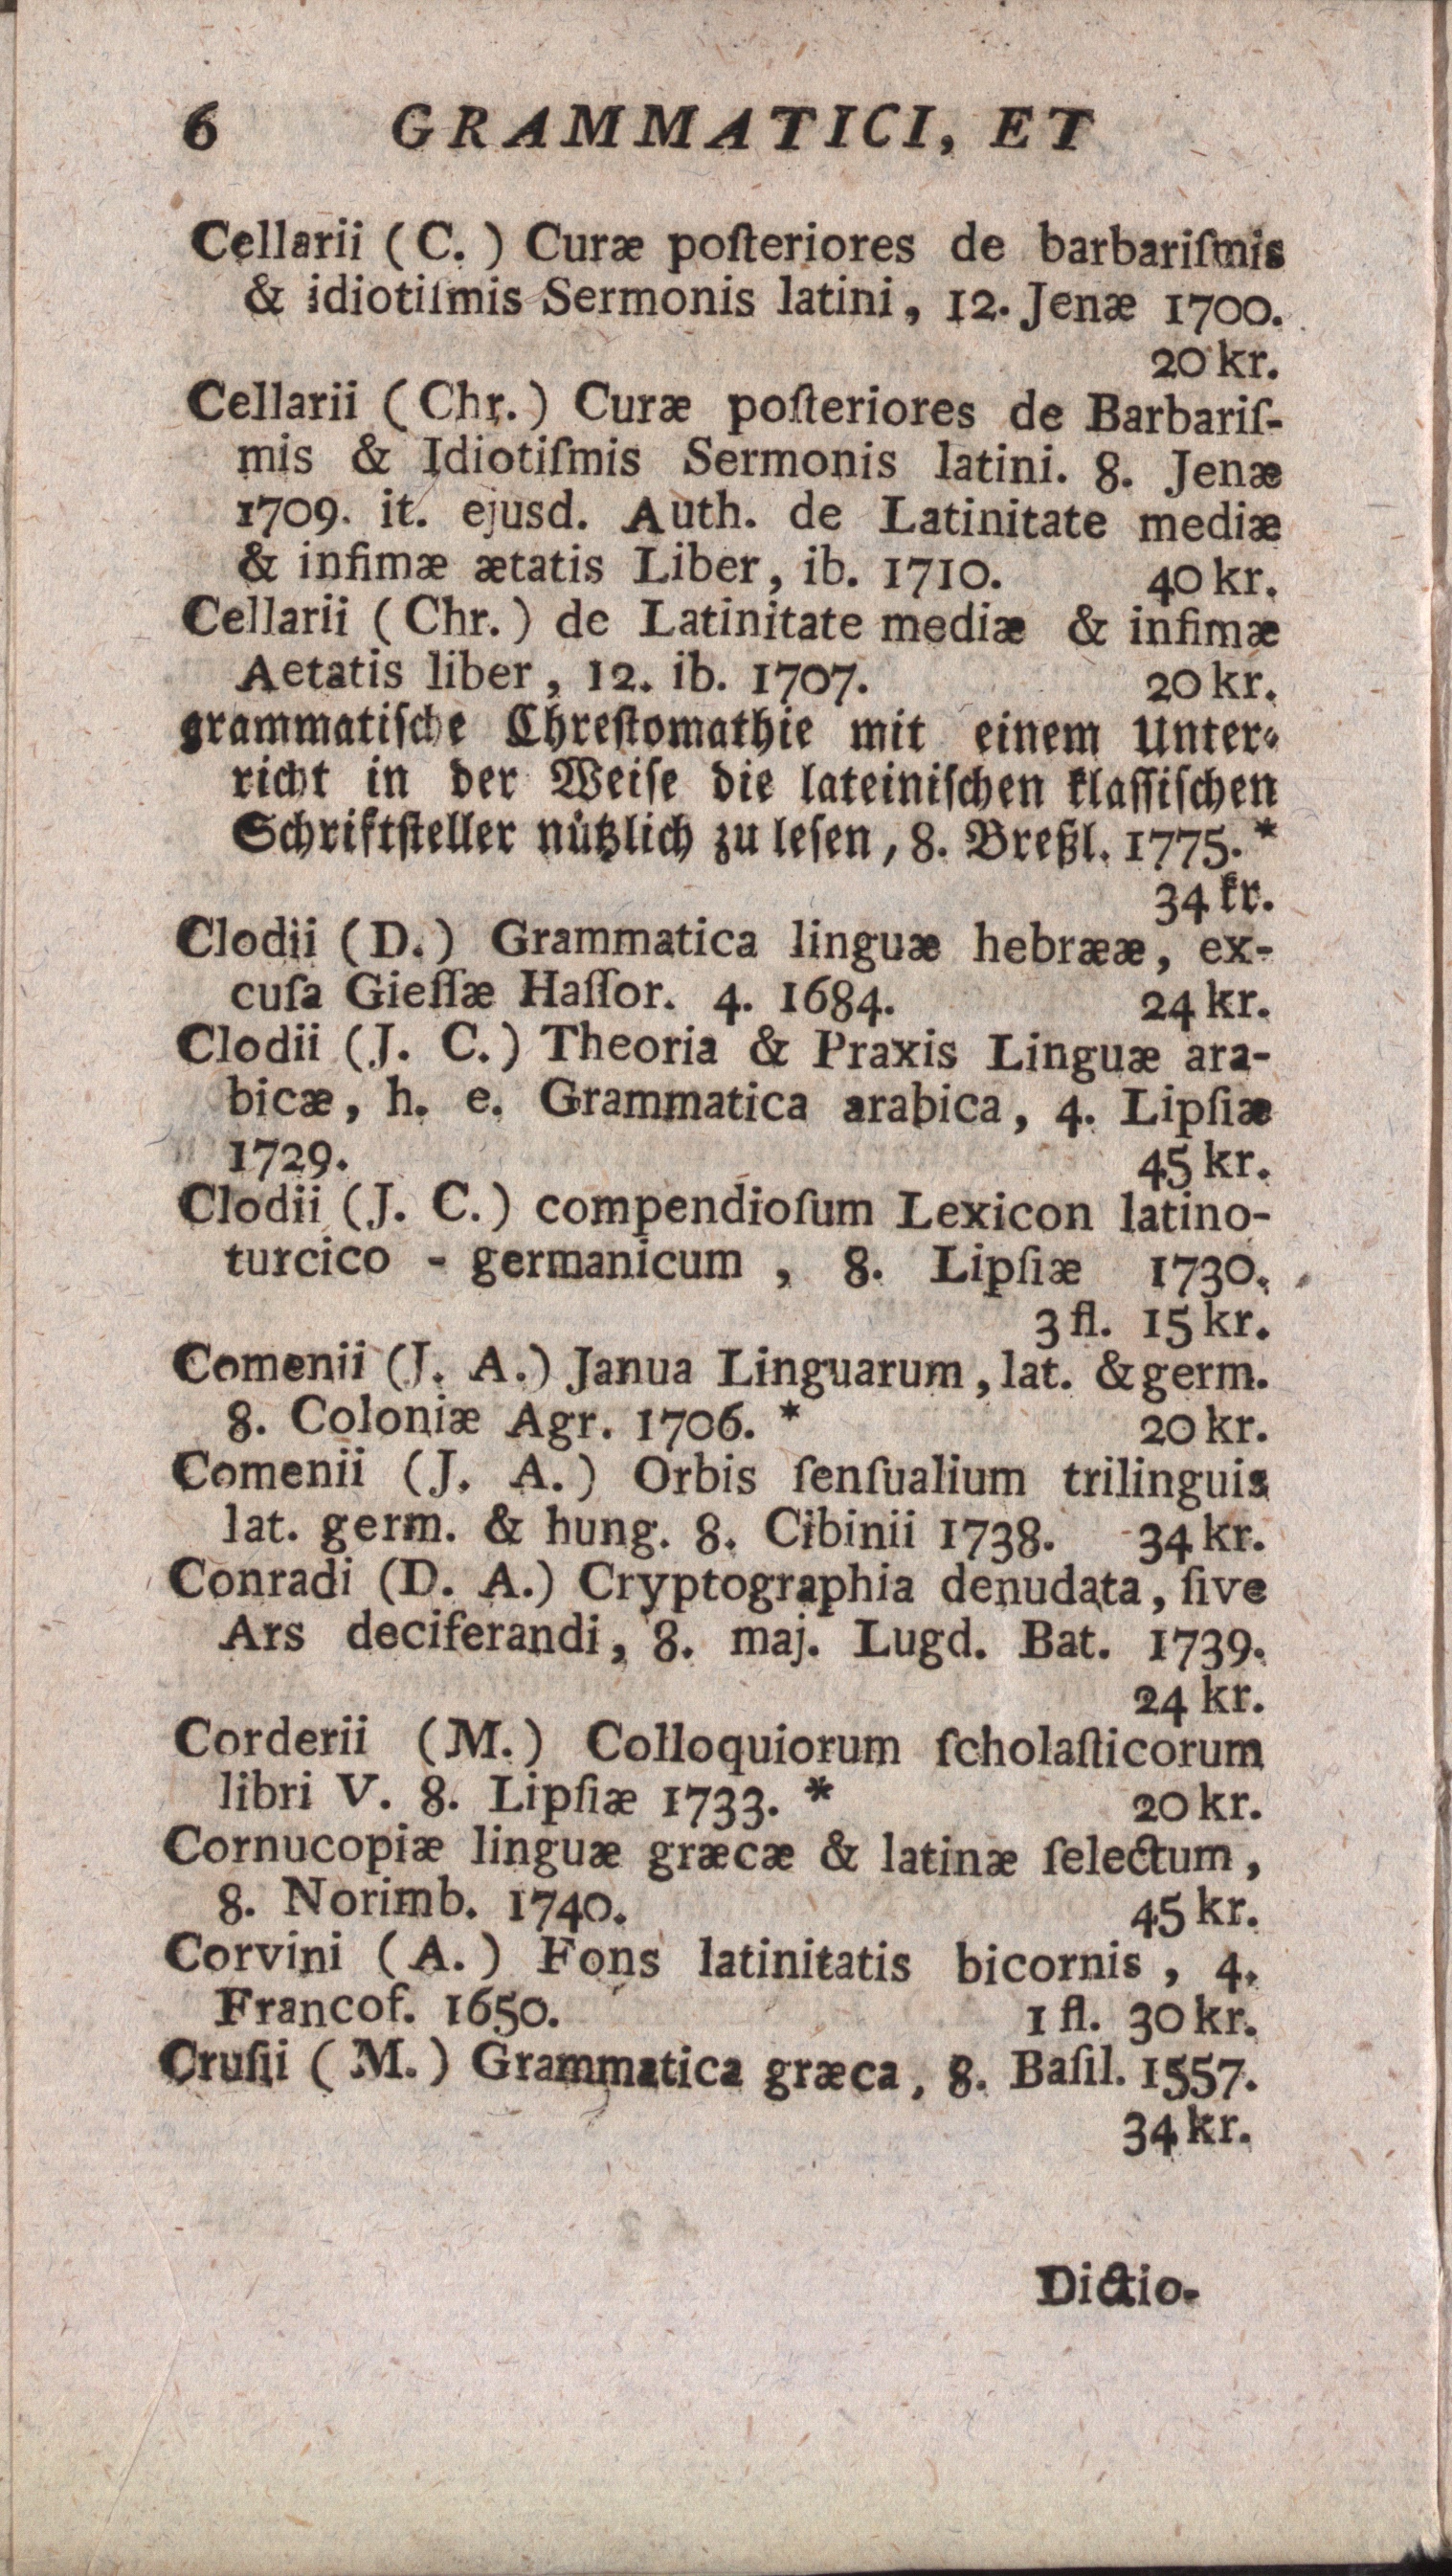 6 GRAMMATICI, ET
Cellarii (C.) Curæ poſteriores de barbariſmis
& idiotiſmis Sermonis latini, 12. Jenæ 1700.
20 kr.
Cellarii (Chr.) Curæ poſteriores de Barbariſ-
mis & Idiotiſmis Sermonis latini. 8. Jenæ
1709. it. ejusd. Auth. de Latinitate mediæ
& infimæ ætatis Liber, ib. 1710. 40 kr.
Cellarii (Chr.) de Latinitate mediæ & infimæ
Aetatis liber, 12. ib. 1707. 20 kr.
grammatiſche Chreſtomathie mit einem Unter-
richt in der Weiſe die lateiniſchen klaſſiſchen
Schriftſteller nützlich zu leſen, 8. Breßl. 1775. *
34 kr.
Clodii (D.) Grammatica linguæ hebrææ, ex-
cuſa Gieſſæ Haſſor. 4. 1684. 24 kr.
Clodii (J. C.) Theoria & Praxis Linguæ ara-
bicæ, h. e. Grammatica arabica, 4. Lipſiæ
1729. 45 kr.
Clodii (J. C.) compendioſum Lexicon latino-
turcico - germanicum, 8. Lipſiæ 1730.
3 fl. 15 kr.
Comenii (J. A.) Janua Linguarum, lat. & germ.
8. Coloniæ Agr. 1706. * 20 kr.
Comenii (J. A.) Orbis ſenſualium trilinguis
lat. germ. & hung. 8. Cibinii 1738. 34 kr.
Conradi (D. A.) Cryptographia denudata, ſive
Ars deciferandi, 8. maj. Lugd. Bat. 1739.
24 kr.
Corderii (M.) Colloquiorum ſcholaſticorum
libri V. 8. Lipſiæ 1733. * 20 kr.
Cornucopiæ linguæ græcæ & latinæ ſelectum,
8. Norimb. 1740. 45 kr.
Corvini (A.) Fons latinitatis bicornis, 4.
Francof. 1650. 1 fl. 30 kr.
Cruſii (M.) Grammatica græca, 8. Baſil. 1557.
34 kr.
Dictio-